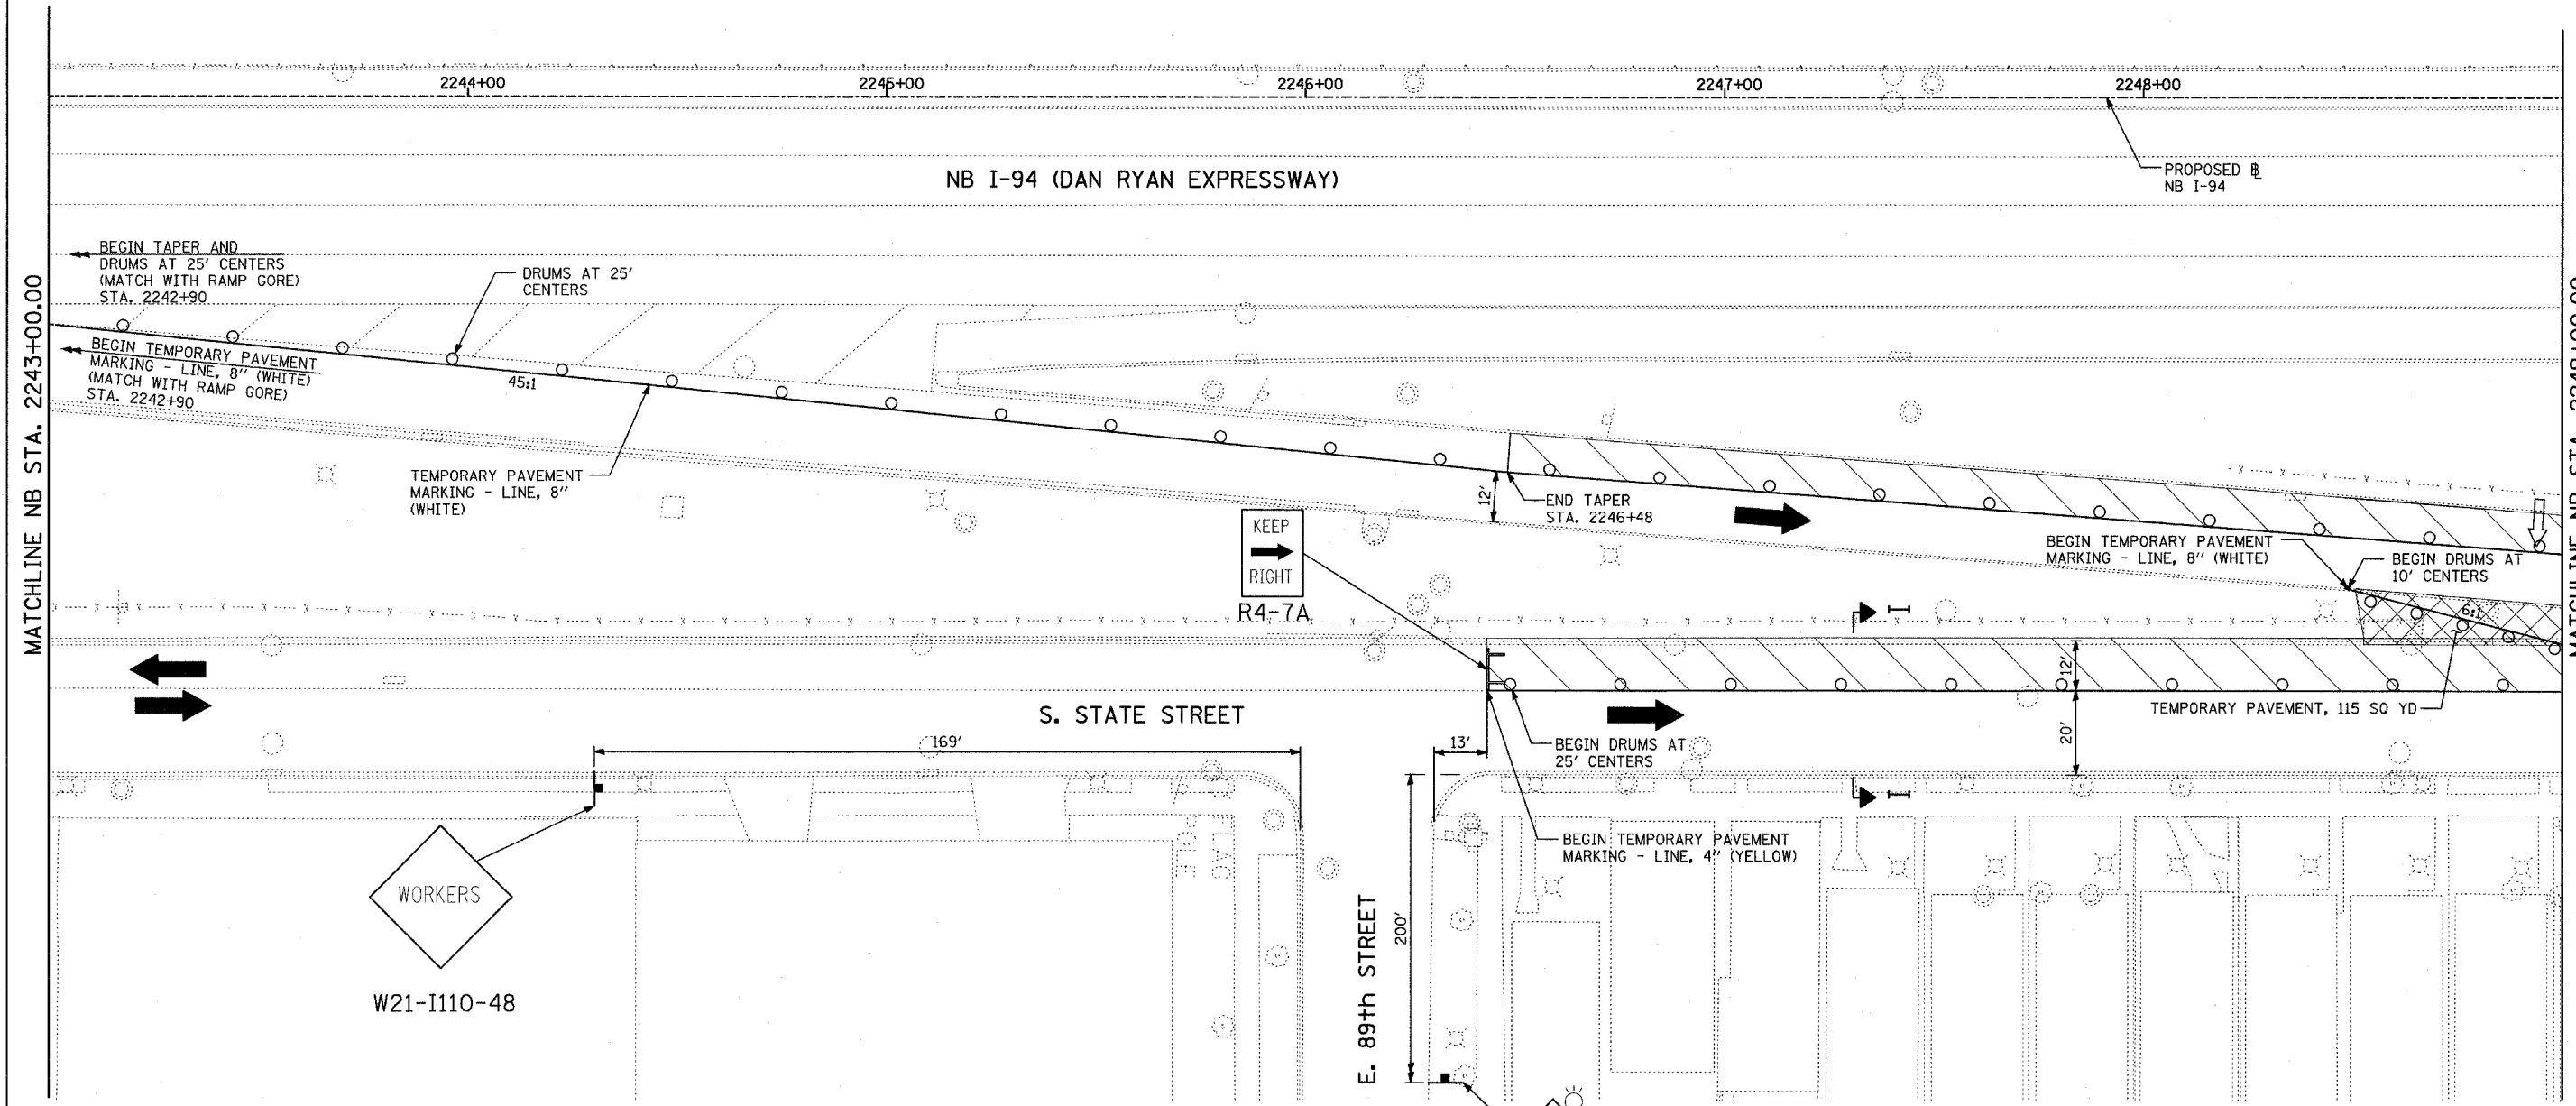 2244+00
2245+00
2246+00
2247+00
2248+00
PROPOSED ℄
NB I-94
NB I-94 (DAN RYAN EXPRESSWAY)
MATCHLINE NB STA. 2243+00.00
BEGIN TAPER AND
DRUMS AT 25' CENTERS
(MATCH WITH RAMP GORE)
STA. 2242+90
DRUMS AT 25'
CENTERS
BEGIN TEMPORARY PAVEMENT
MARKING - LINE, 8" (WHITE)
(MATCH WITH RAMP GORE)
STA. 2242+90
45:1
TEMPORARY PAVEMENT
MARKING - LINE, 8"
(WHITE)
12'
END TAPER
STA. 2246+48
KEEP
RIGHT
R4-7A
BEGIN TEMPORARY PAVEMENT
MARKING - LINE, 8" (WHITE)
BEGIN DRUMS AT
10' CENTERS
6:1
I
12'
S. STATE STREET
TEMPORARY PAVEMENT, 115 SQ YD
169'
13'
BEGIN DRUMS AT
25' CENTERS
20'
I
BEGIN TEMPORARY PAVEMENT
MARKING - LINE, 4" (YELLOW)
WORKERS
W21-I110-48
E. 89th STREET
200'